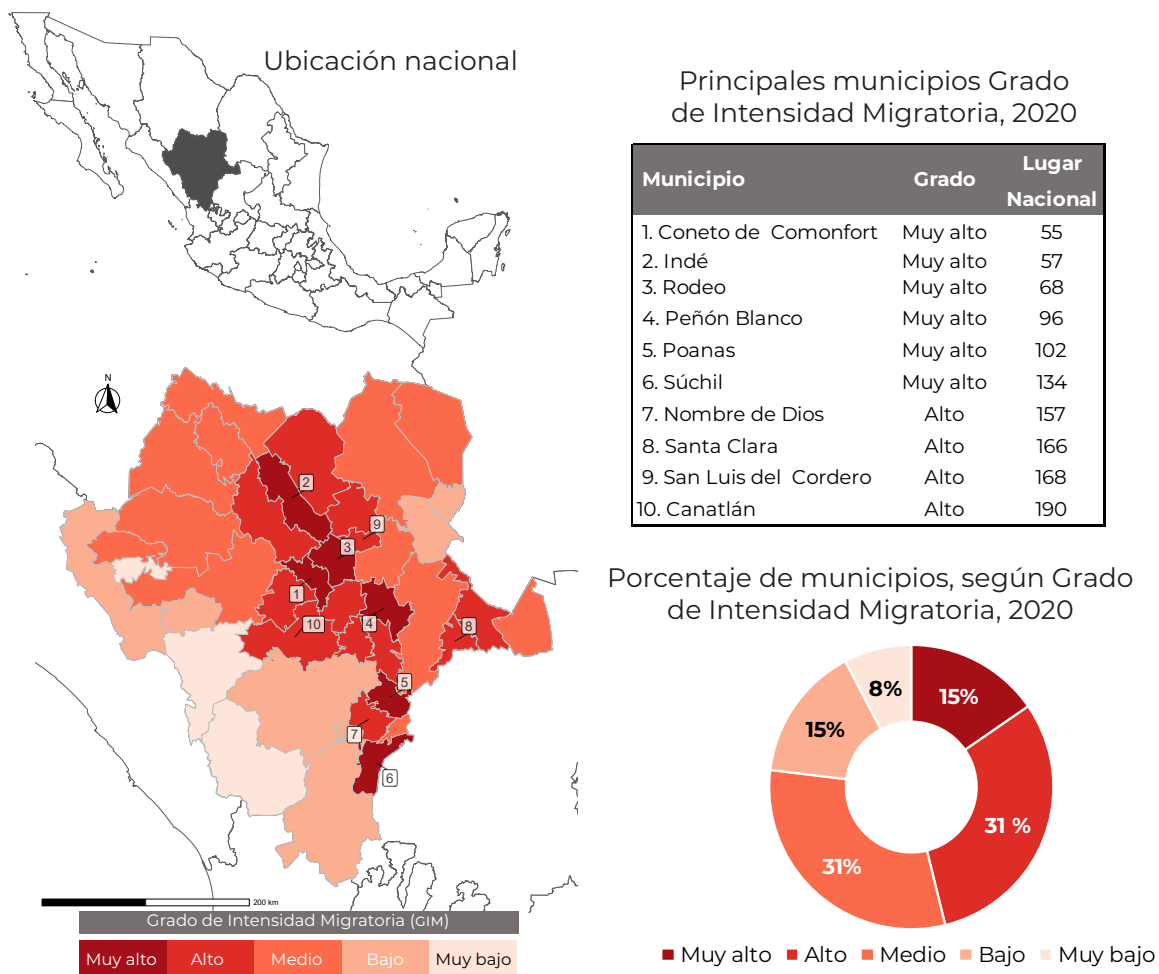 Ubicación nacional
Principales municipios Grado
de Intensidad Migratoria, 2020
Municipio Grado Lugar Nacional
1. Coneto de Comonfort Muy alto 55
2. Indé Muy alto 57
3. Rodeo Muy alto 68
4. Peñón Blanco Muy alto 96
5. Poanas Muy alto 102
6. Súchil Muy alto 134
7. Nombre de Dios Alto 157
8. Santa Clara Alto 166
9. San Luis del Cordero Alto 168
10. Canatlán Alto 190
N
2
9
3
1
10
4
8
5
7
6
200 km
Grado de Intensidad Migratoria (GIM)
Muy alto Alto Medio Bajo Muy bajo
Porcentaje de municipios, según Grado
de Intensidad Migratoria, 2020
8%
15%
15%
31 %
31%
Muy alto Alto Medio Bajo Muy bajo